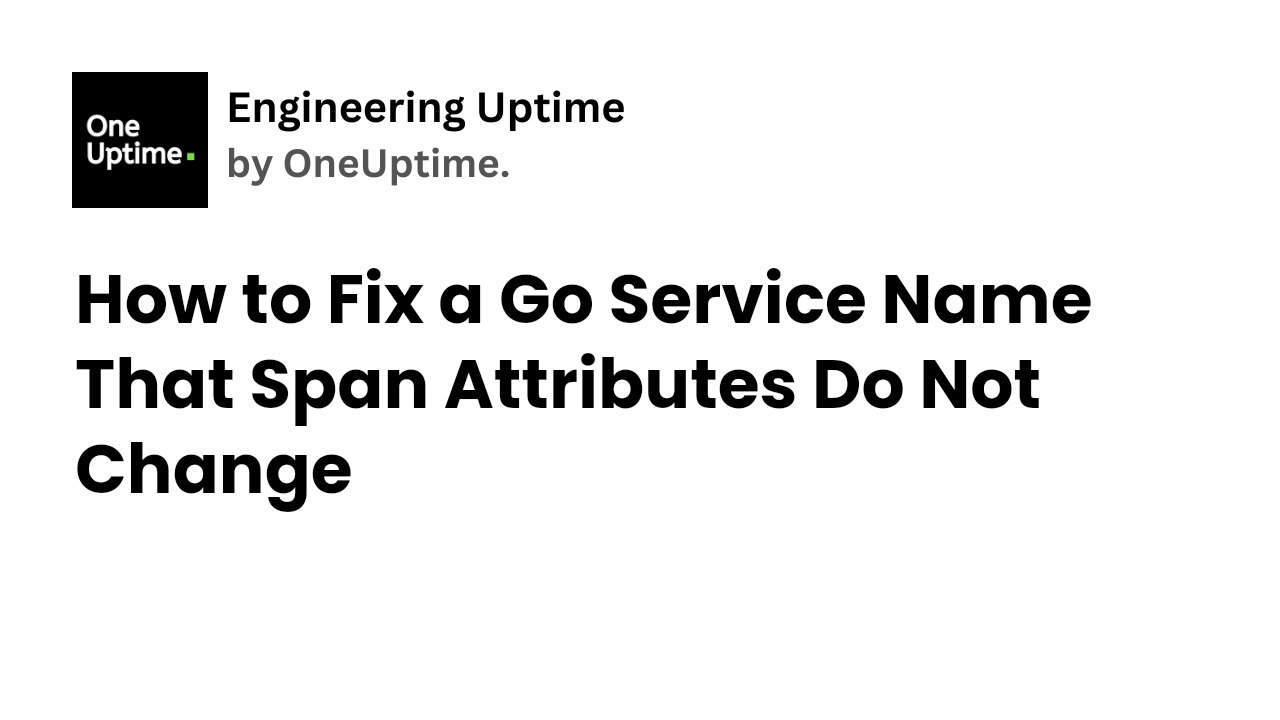 One
Uptime.
Engineering Uptime
by OneUptime.
How to Fix a Go Service Name
That Span Attributes Do Not
Change